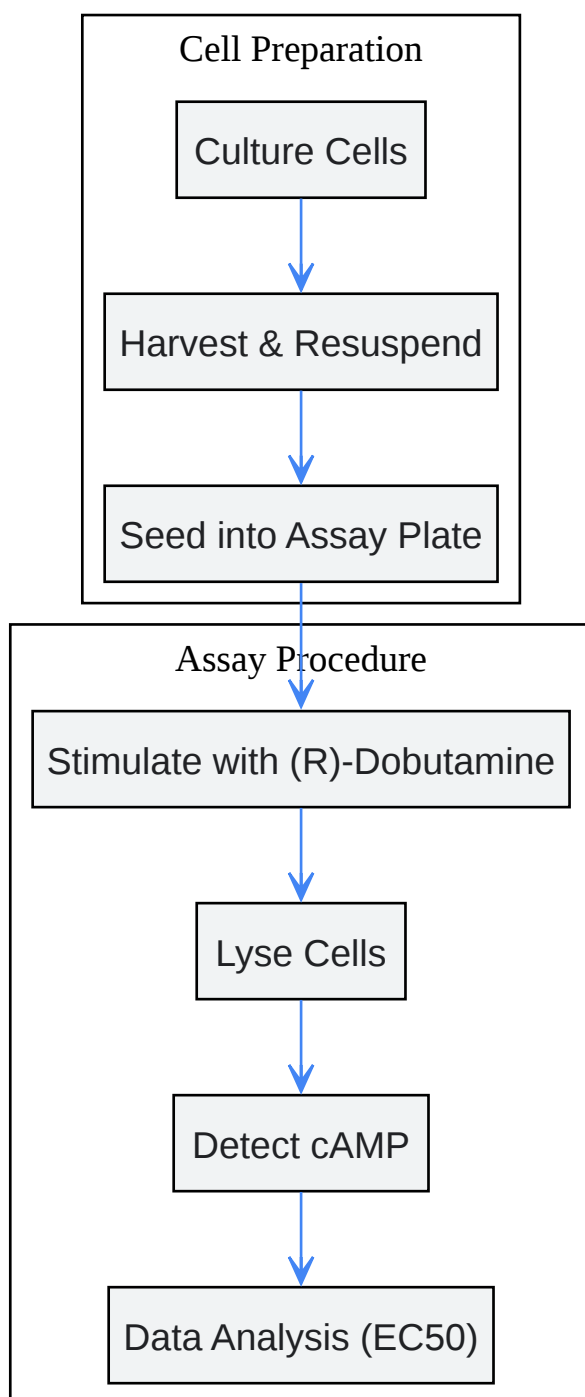 Cell Preparation
Culture Cells
Harvest & Resuspend
Seed into Assay Plate
Assay Procedure
Stimulate with (R)-Dobutamine
Lyse Cells
Detect cAMP
Data Analysis (EC50)